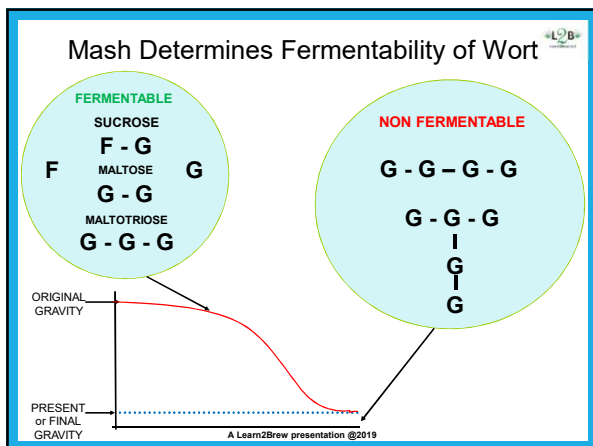 Mash Determines Fermentability of Wort
L2B
FERMENTABLE
SUCROSE
F - G
F
MALTOSE
G
G - G
MALTOTRIOSE
G - G - G
NON FERMENTABLE
G - G – G - G
G - G - G
G
G
ORIGINAL
GRAVITY
PRESENT
or FINAL
GRAVITY
A Learn2Brew presentation @2019